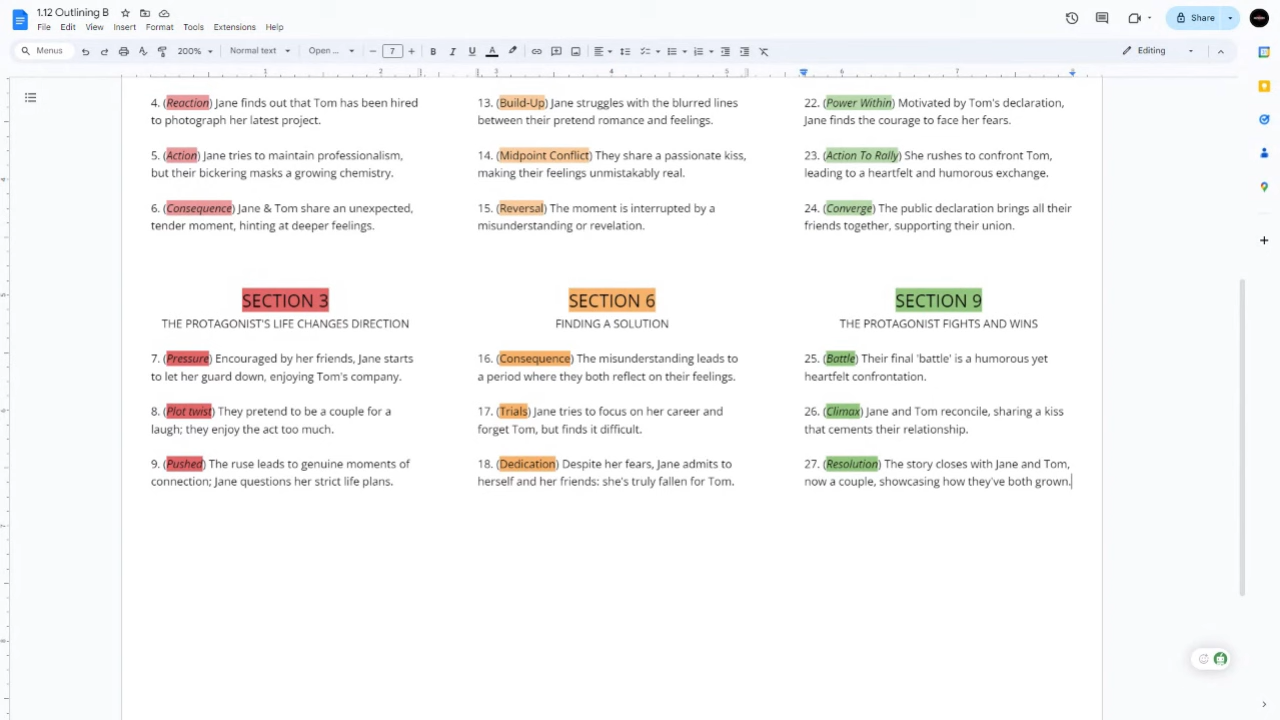 1.12 Outlining B
File Edit View Insert Format Tools Extensions Help
Share
Menus 200% Normal text Open ... 7 B I U A Editing
1 2 3 4 5 6 7 8
4. (Reaction) Jane finds out that Tom has been hired
to photograph her latest project.
5. (Action) Jane tries to maintain professionalism,
but their bickering masks a growing chemistry.
6. (Consequence) Jane & Tom share an unexpected,
tender moment, hinting at deeper feelings.
SECTION 3
THE PROTAGONIST'S LIFE CHANGES DIRECTION
7. (Pressure) Encouraged by her friends, Jane starts
to let her guard down, enjoying Tom's company.
8. (Plot twist) They pretend to be a couple for a
laugh; they enjoy the act too much.
9. (Pushed) The ruse leads to genuine moments of
connection; Jane questions her strict life plans.
13. (Build-Up) Jane struggles with the blurred lines
between their pretend romance and feelings.
14. (Midpoint Conflict) They share a passionate kiss,
making their feelings unmistakably real.
15. (Reversal) The moment is interrupted by a
misunderstanding or revelation.
SECTION 6
FINDING A SOLUTION
16. (Consequence) The misunderstanding leads to
a period where they both reflect on their feelings.
17. (Trials) Jane tries to focus on her career and
forget Tom, but finds it difficult.
18. (Dedication) Despite her fears, Jane admits to
herself and her friends: she's truly fallen for Tom.
22. (Power Within) Motivated by Tom's declaration,
Jane finds the courage to face her fears.
23. (Action To Rally) She rushes to confront Tom,
leading to a heartfelt and humorous exchange.
24. (Converge) The public declaration brings all their
friends together, supporting their union.
SECTION 9
THE PROTAGONIST FIGHTS AND WINS
25. (Battle) Their final 'battle' is a humorous yet
heartfelt confrontation.
26. (Climax) Jane and Tom reconcile, sharing a kiss
that cements their relationship.
27. (Resolution) The story closes with Jane and Tom,
now a couple, showcasing how they've both grown.